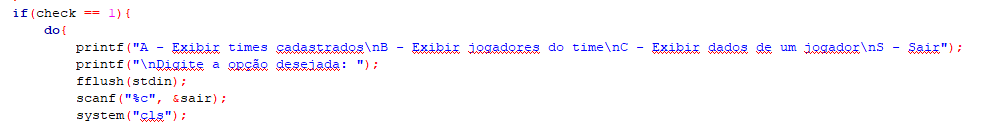 if(check == 1){
do{
printf("A - Exibir times cadastrados\nB - Exibir jogadores do time\nC - Exibir dados de um jogador\nS - Sair");
printf("\nDigite a opção desejada: ");
fflush(stdin);
scanf("%c", &sair);
system("cls");